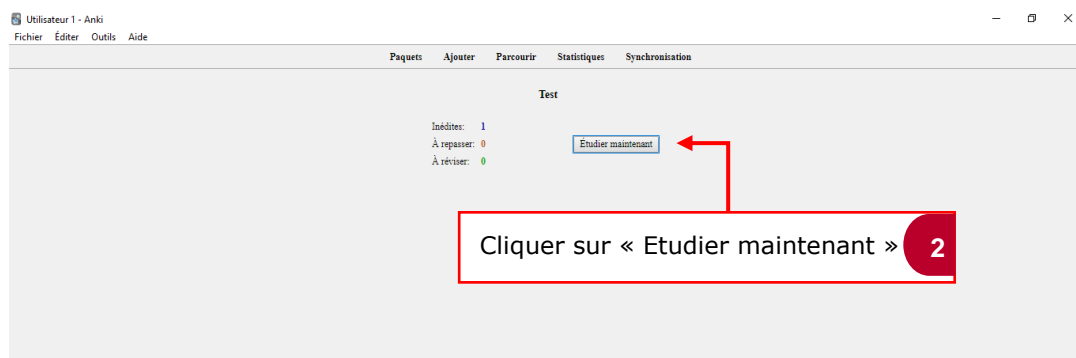 Utilisateur 1 - Anki
Fichier Éditer Outils Aide
Paquets Ajouter Parcourir Statistiques Synchronisation
Test
Inédites: 1
À repasser: 0
À réviser: 0
Étudier maintenant
Cliquer sur « Etudier maintenant » 2